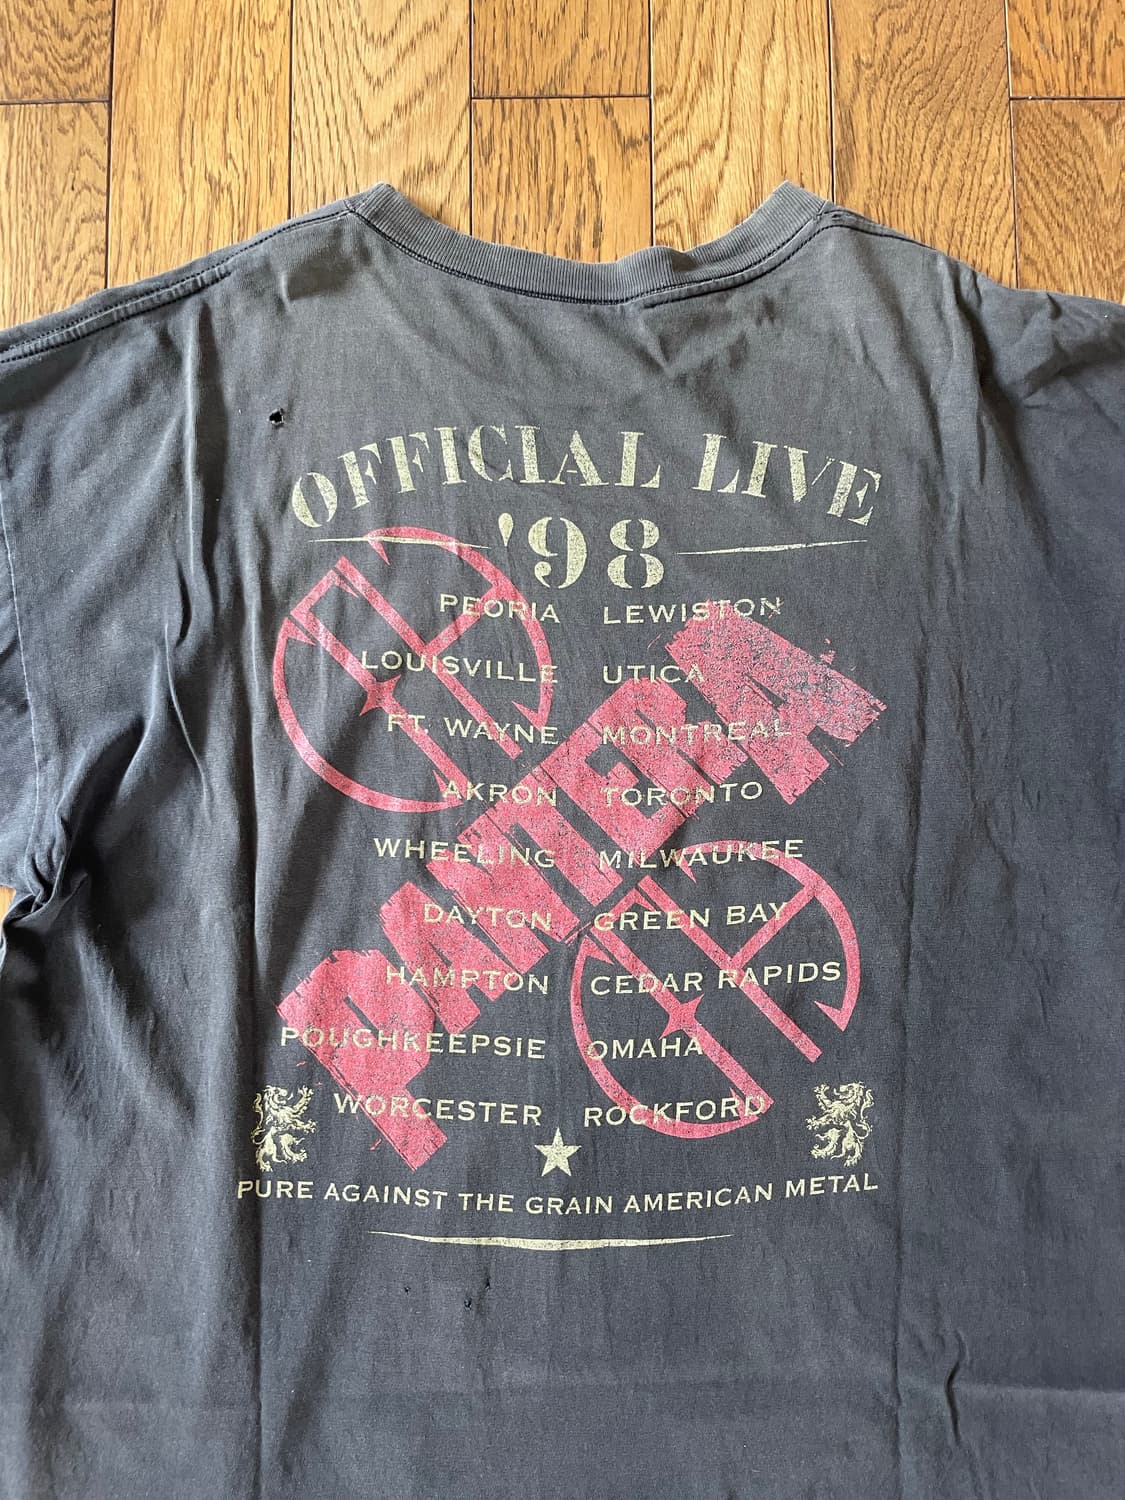 OFFICIAL LIVE
'98
PEORIA LEWISTON
LOUISVILLE UTICA
FT. WAYNE MONTREAL
AKRON TORONTO
WHEELING MILWAUKEE
DAYTON GREEN BAY
HAMPTON CEDAR RAPIDS
POUGHKEEPSIE OMAHA
WORCESTER ROCKFORD
PANTERA
PURE AGAINST THE GRAIN AMERICAN METAL